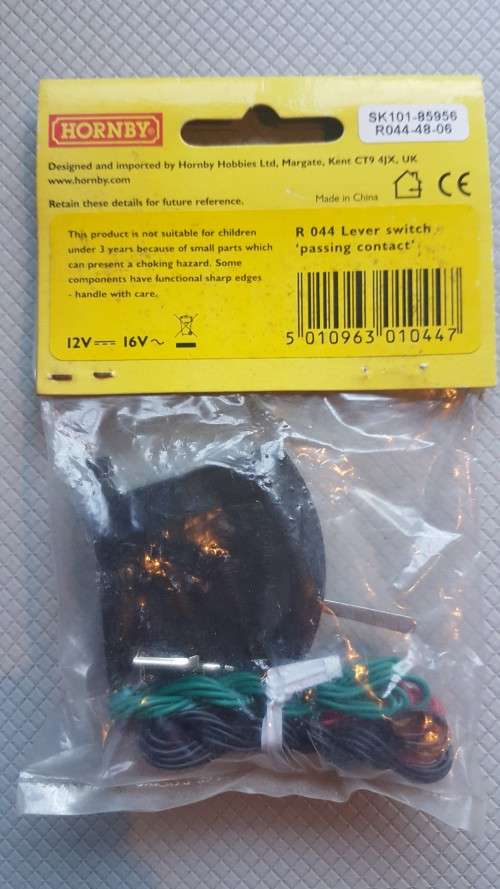 HORNBY
SK101-85956
R044-48-06
Designed and imported by Hornby Hobbies Ltd, Margate, Kent CT9 4JX, UK
www.hornby.com
Retain these details for future reference.
Made in China
CE
This product is not suitable for children
under 3 years because of small parts which
can present a choking hazard. Some
components have functional sharp edges
- handle with care.
12V⎓ 16V∼
R 044 Lever switch
'passing contact'
5 010963 010447